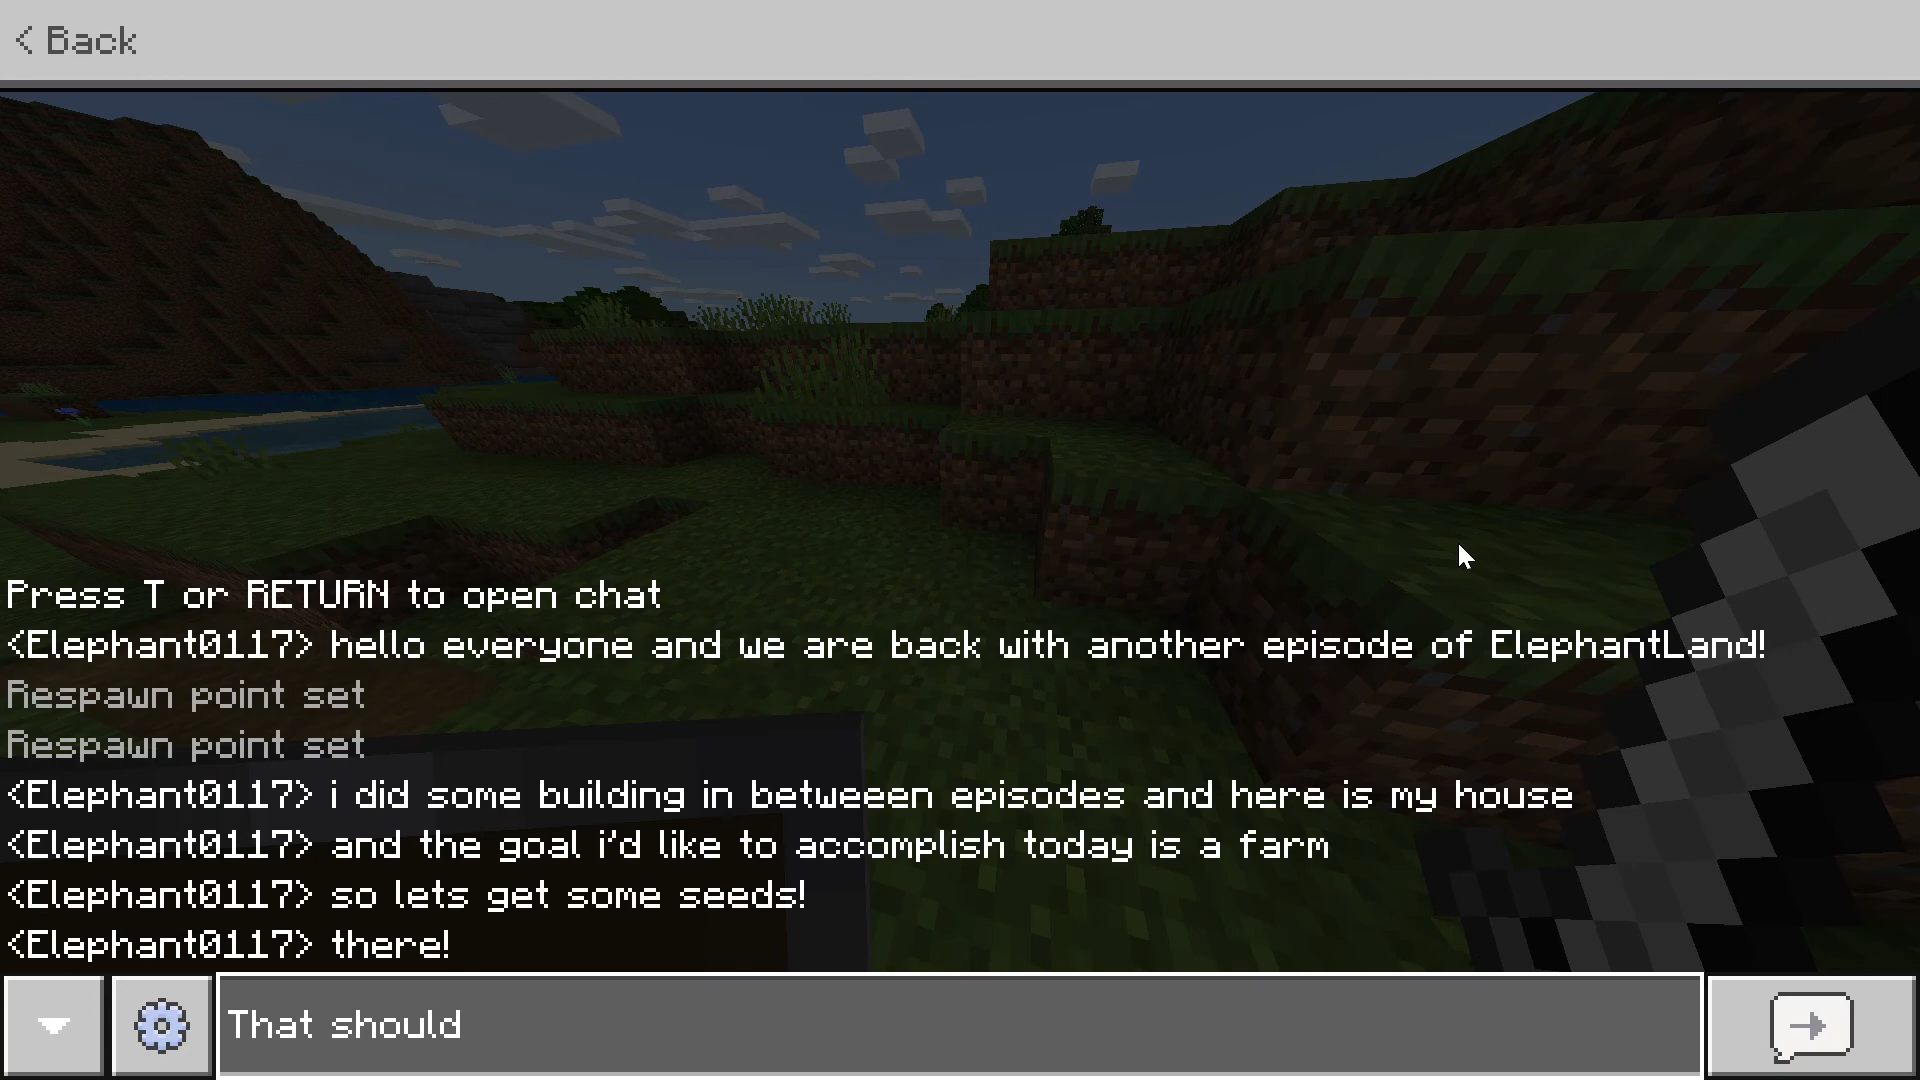 < Back
Press T or RETURN to open chat
<Elephant0117> hello everyone and we are back with another episode of ElephantLand!
Respawn point set
Respawn point set
<Elephant0117> i did some building in betweeen episodes and here is my house
<Elephant0117> and the goal i'd like to accomplish today is a farm
<Elephant0117> so lets get some seeds!
<Elephant0117> there!
That should